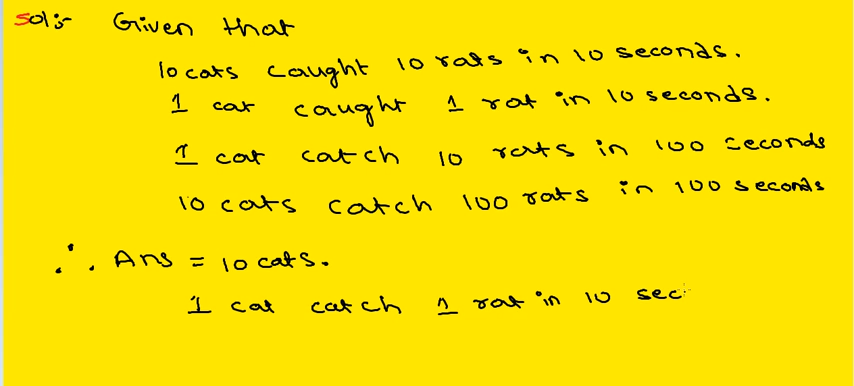 Sol:- Given that
10 cats caught 10 rats in 10 seconds.
1 cat caught 1 rat in 10 seconds.
1 cat catch 10 rats in 100 seconds
10 cats catch 100 rats in 100 seconds
∴ Ans = 10 cats.
1 cat catch 1 rat in 10 sec